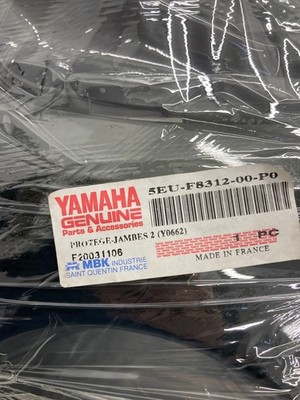 5EU-F8312-00-P0
YAMAHA
GENUINE
Parts & Accessories
PROTEGE-JAMBES 2 (Y0662)
F20031106
1 PC
MBK INDUSTRIE
MADE IN FRANCE
SAINT QUENTIN FRANCE